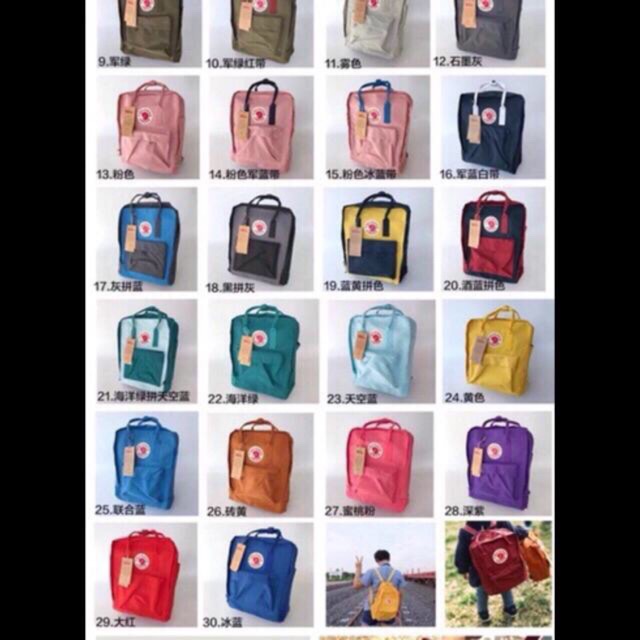 9.军绿
10.军绿红带
11.雾色
12.石墨灰
13.粉色
14.粉色军蓝带
15.粉色冰蓝带
16.军蓝白带
17.灰拼蓝
18.黑拼灰
19.蓝黄拼色
20.酒蓝拼色
21.海洋绿拼天空蓝
22.海洋绿
23.天空蓝
24.黄色
25.联合蓝
26.砖黄
27.蜜桃粉
28.深紫
29.大红
30.冰蓝